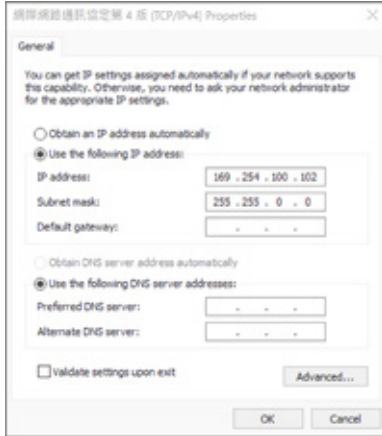 網際網路通訊協定第 4 版 (TCP/IPv4) Properties
General
You can get IP settings assigned automatically if your network supports
this capability. Otherwise, you need to ask your network administrator
for the appropriate IP settings.
Obtain an IP address automatically
Use the following IP address:
IP address: 169 . 254 . 100 . 102
Subnet mask: 255 . 255 . 0 . 0
Default gateway: . . .
Obtain DNS server address automatically
Use the following DNS server addresses:
Preferred DNS server: . . .
Alternate DNS server: . . .
Validate settings upon exit
Advanced...
OK Cancel